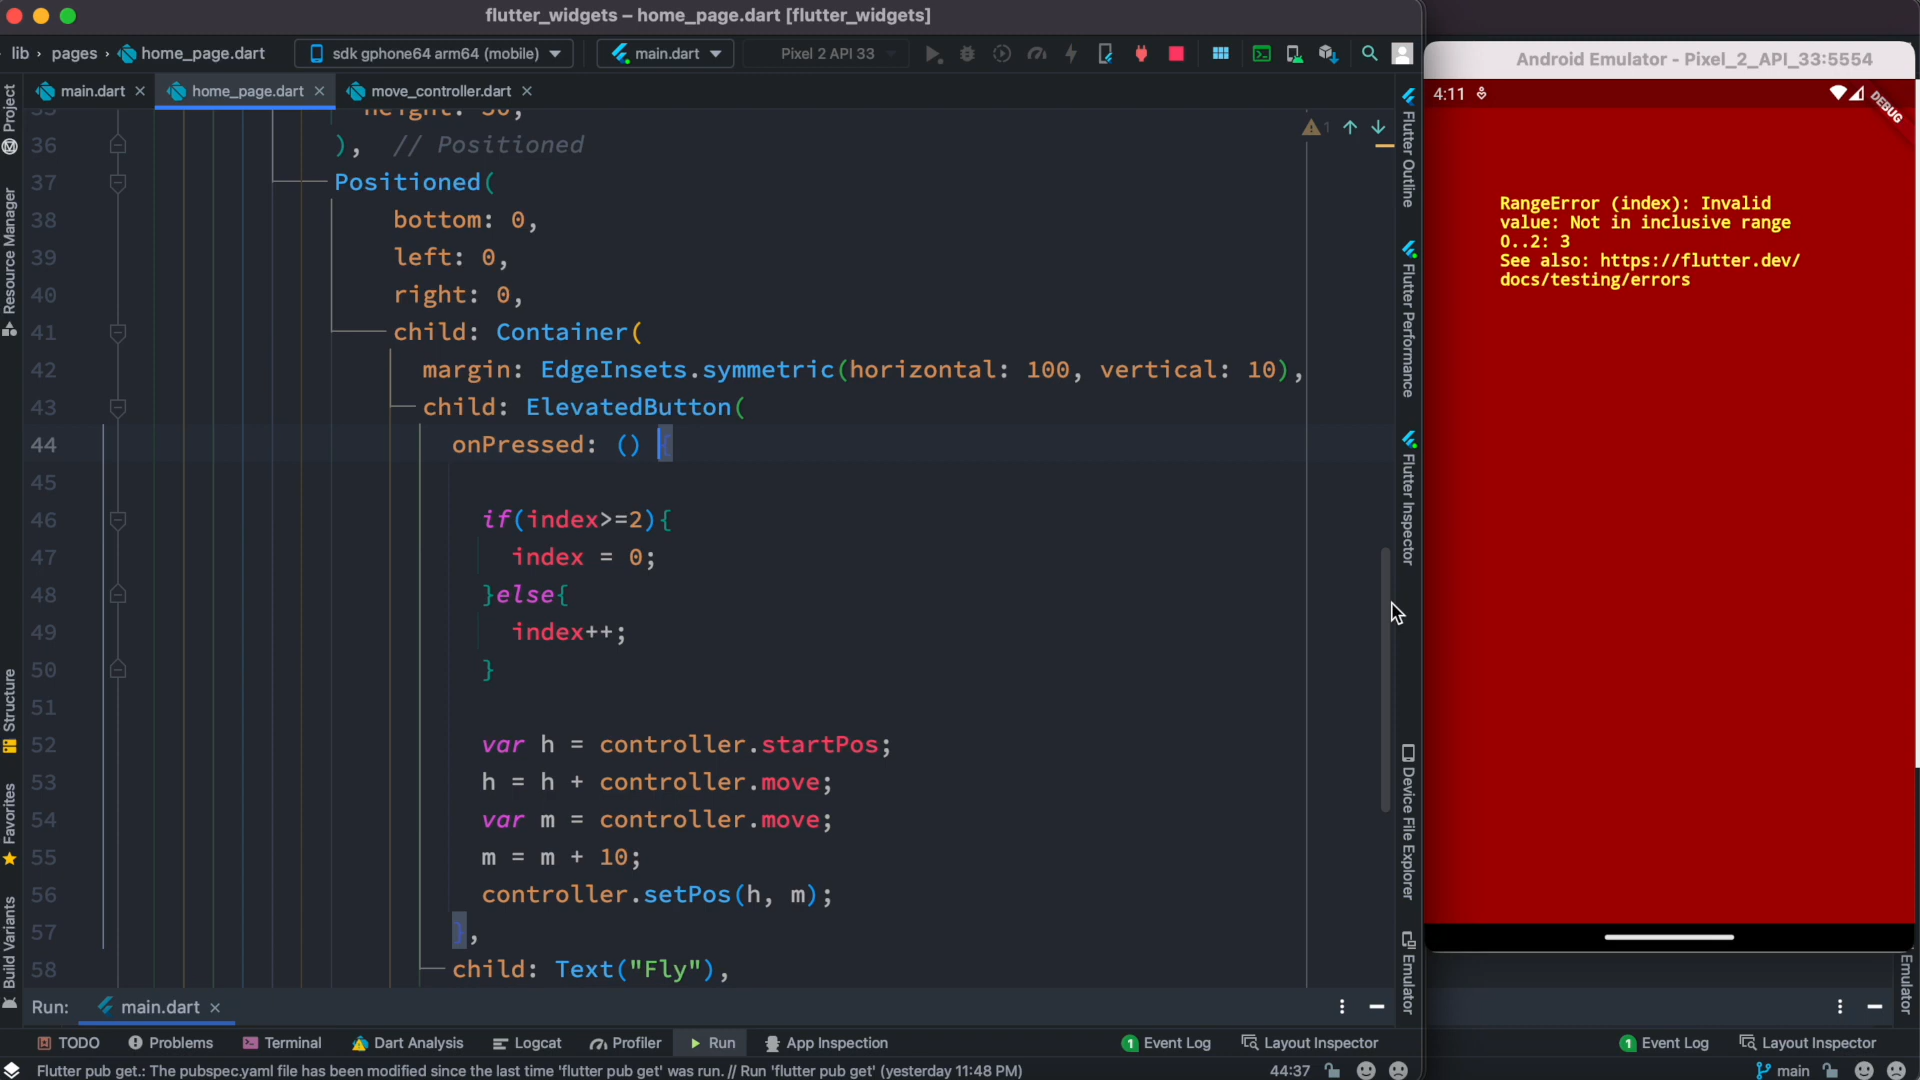 flutter_widgets – home_page.dart [flutter_widgets]
lib › pages › home_page.dart
sdk gphone64 arm64 (mobile)
main.dart
Pixel 2 API 33
main.dart
home_page.dart
move_controller.dart
Project
Resource Manager
Structure
Favorites
Build Variants
36 ), // Positioned
37 Positioned(
38 bottom: 0,
39 left: 0,
40 right: 0,
41 child: Container(
42 margin: EdgeInsets.symmetric(horizontal: 100, vertical: 10),
43 child: ElevatedButton(
44 onPressed: () {
45
46 if(index>=2){
47 index = 0;
48 }else{
49 index++;
50 }
51
52 var h = controller.startPos;
53 h = h + controller.move;
54 var m = controller.move;
55 m = m + 10;
56 controller.setPos(h, m);
57 },
58 child: Text("Fly"),
1
Flutter Outline
Flutter Performance
Flutter Inspector
Device File Explorer
Emulator
Android Emulator - Pixel_2_API_33:5554
4:11
DEBUG
RangeError (index): Invalid
value: Not in inclusive range
0..2: 3
See also: https://flutter.dev/
docs/testing/errors
Emulator
Run: main.dart
TODO
Problems
Terminal
Dart Analysis
Logcat
Profiler
Run
App Inspection
1 Event Log
Layout Inspector
1 Event Log
Layout Inspector
Flutter pub get.: The pubspec.yaml file has been modified since the last time 'flutter pub get' was run. // Run 'flutter pub get' (yesterday 11:48 PM)
44:37
main